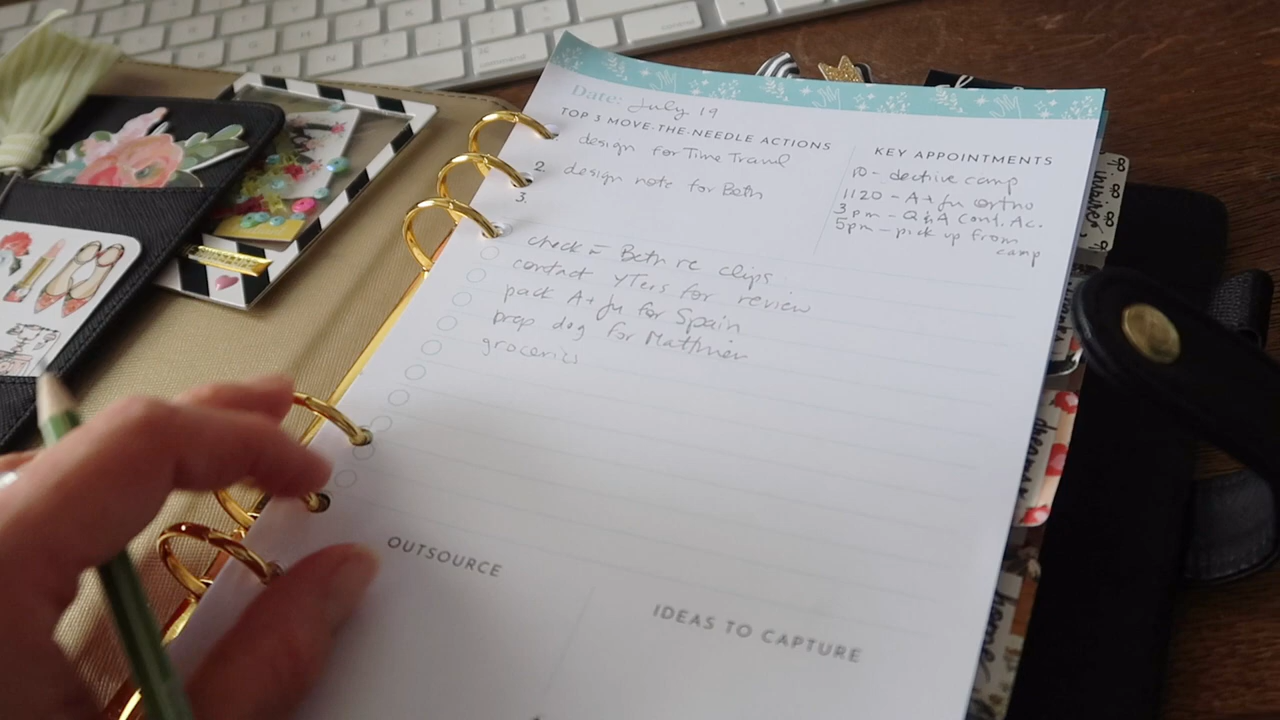 Date: July 19
TOP 3 MOVE-THE-NEEDLE ACTIONS
design for Time Travel
2. design note for Beth
3.
KEY APPOINTMENTS
10 - dective camp
1120 - A + Ju ortho
3pm - Q & A Cont. Ac.
5pm - pick up from
camp
check = Beth re clips
contact YTers for review
pack A + Ju for Spain
prep dog for
groceries
OUTSOURCE
IDEAS TO CAPTURE
dreams
home